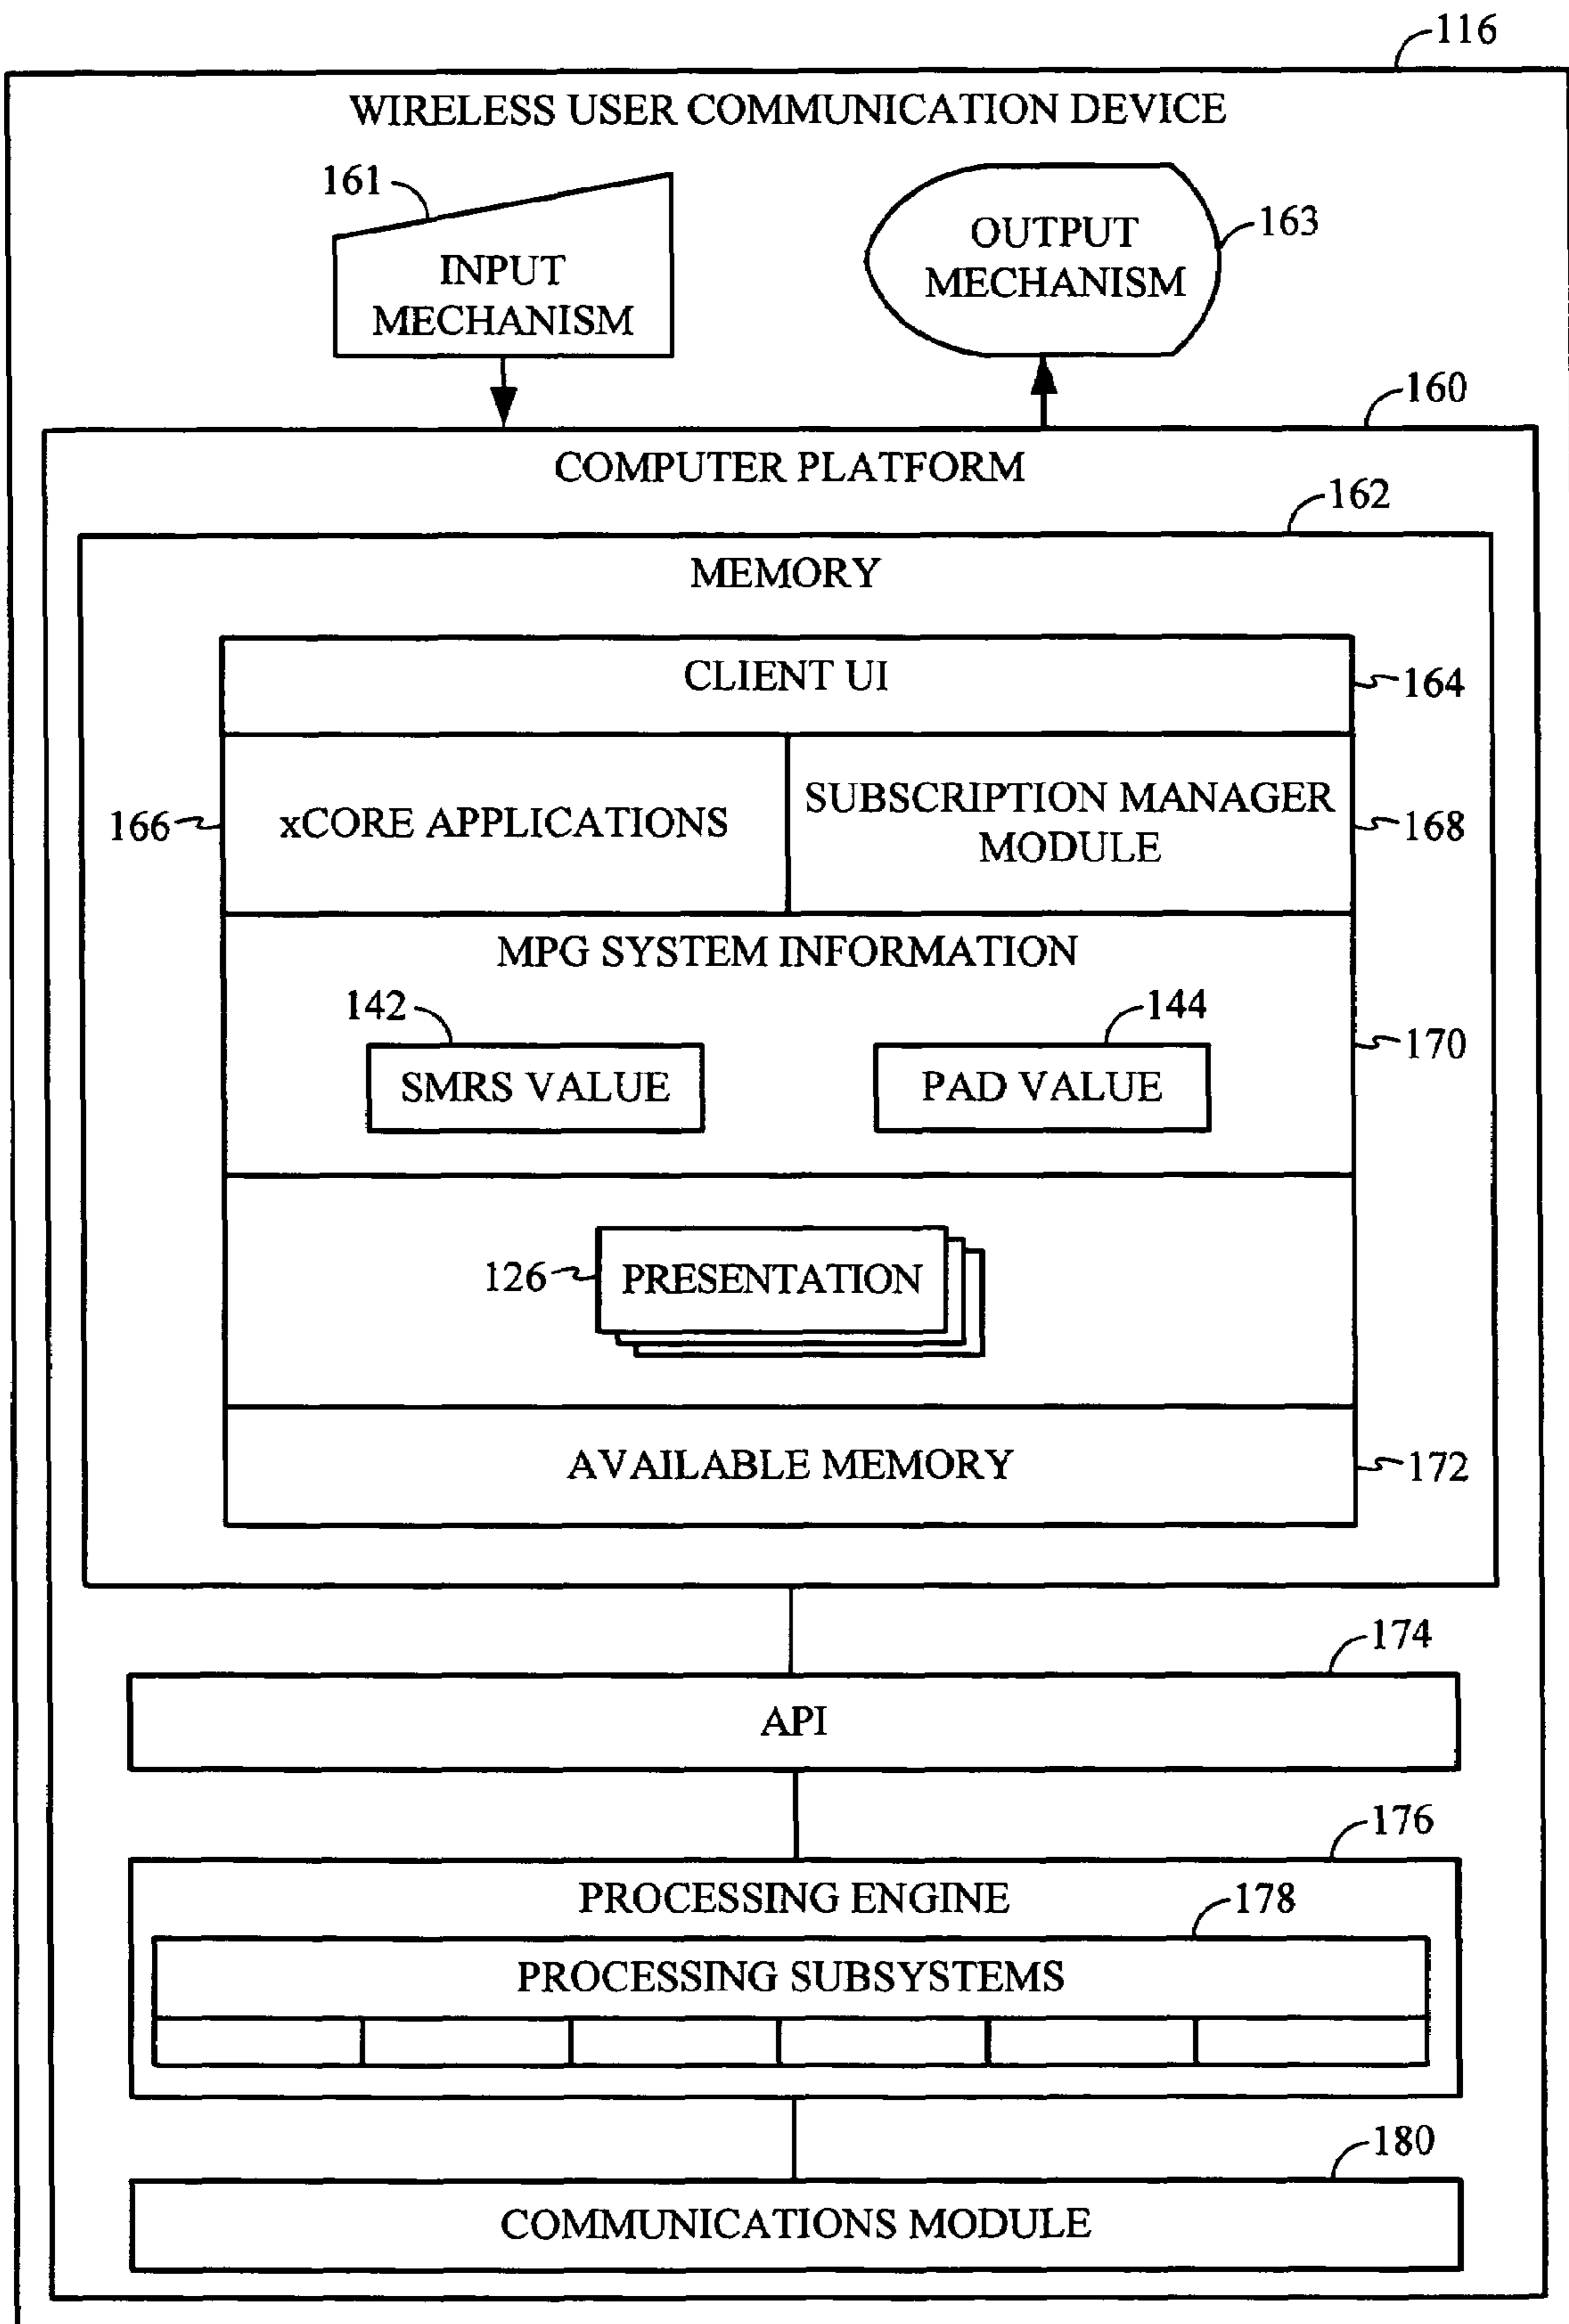 116
WIRELESS USER COMMUNICATION DEVICE
161
INPUT
MECHANISM
OUTPUT
MECHANISM
163
160
COMPUTER PLATFORM
162
MEMORY
CLIENT UI
164
166
xCORE APPLICATIONS
SUBSCRIPTION MANAGER
MODULE
168
MPG SYSTEM INFORMATION
142
144
SMRS VALUE
PAD VALUE
170
126
PRESENTATION
AVAILABLE MEMORY
172
174
API
176
PROCESSING ENGINE
178
PROCESSING SUBSYSTEMS
180
COMMUNICATIONS MODULE